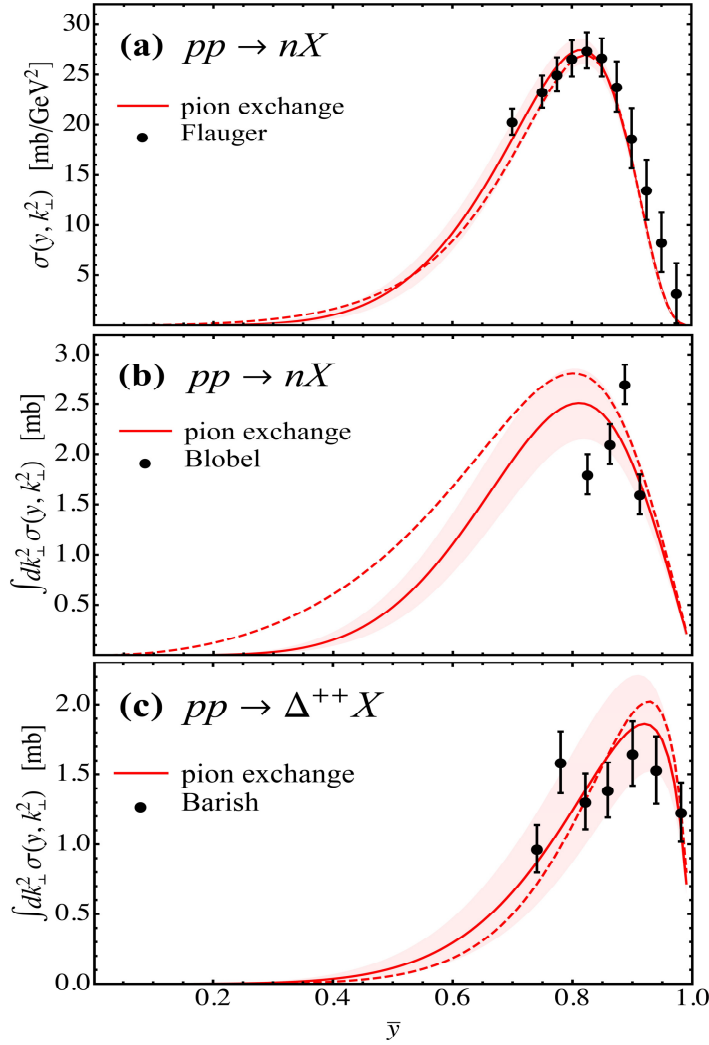 (a) pp → nX
pion exchange
Flauger
σ(y, k⊥²) [mb/GeV²]
30
25
20
15
10
5
(b) pp → nX
pion exchange
Blobel
∫dk⊥² σ(y, k⊥²) [mb]
3.0
2.5
2.0
1.5
1.0
0.5
(c) pp → Δ⁺⁺X
pion exchange
Barish
∫dk⊥² σ(y, k⊥²) [mb]
2.0
1.5
1.0
0.5
0.0
0.2 0.4 0.6 0.8 1.0
ȳ